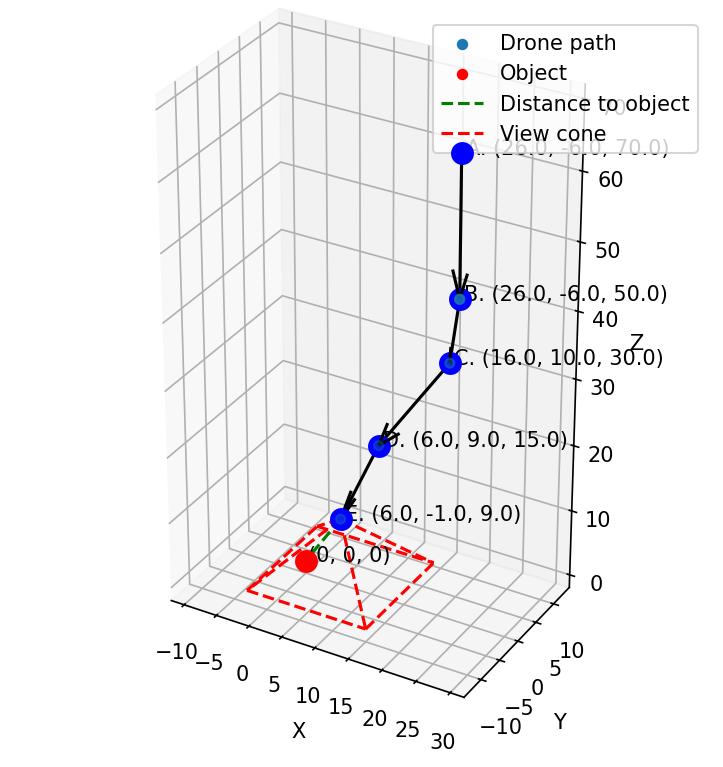 Drone path
Object
Distance to object
View cone
70
A. (26.0, -6.0, 70.0)
60
50
B. (26.0, -6.0, 50.0)
40
Z
C. (16.0, 10.0, 30.0)
30
D. (6.0, 9.0, 15.0)
20
E. (6.0, -1.0, 9.0)
10
(0, 0, 0)
0
−10
−5
0
5
10
15
20
25
30
X
−10
−5
0
5
10
Y